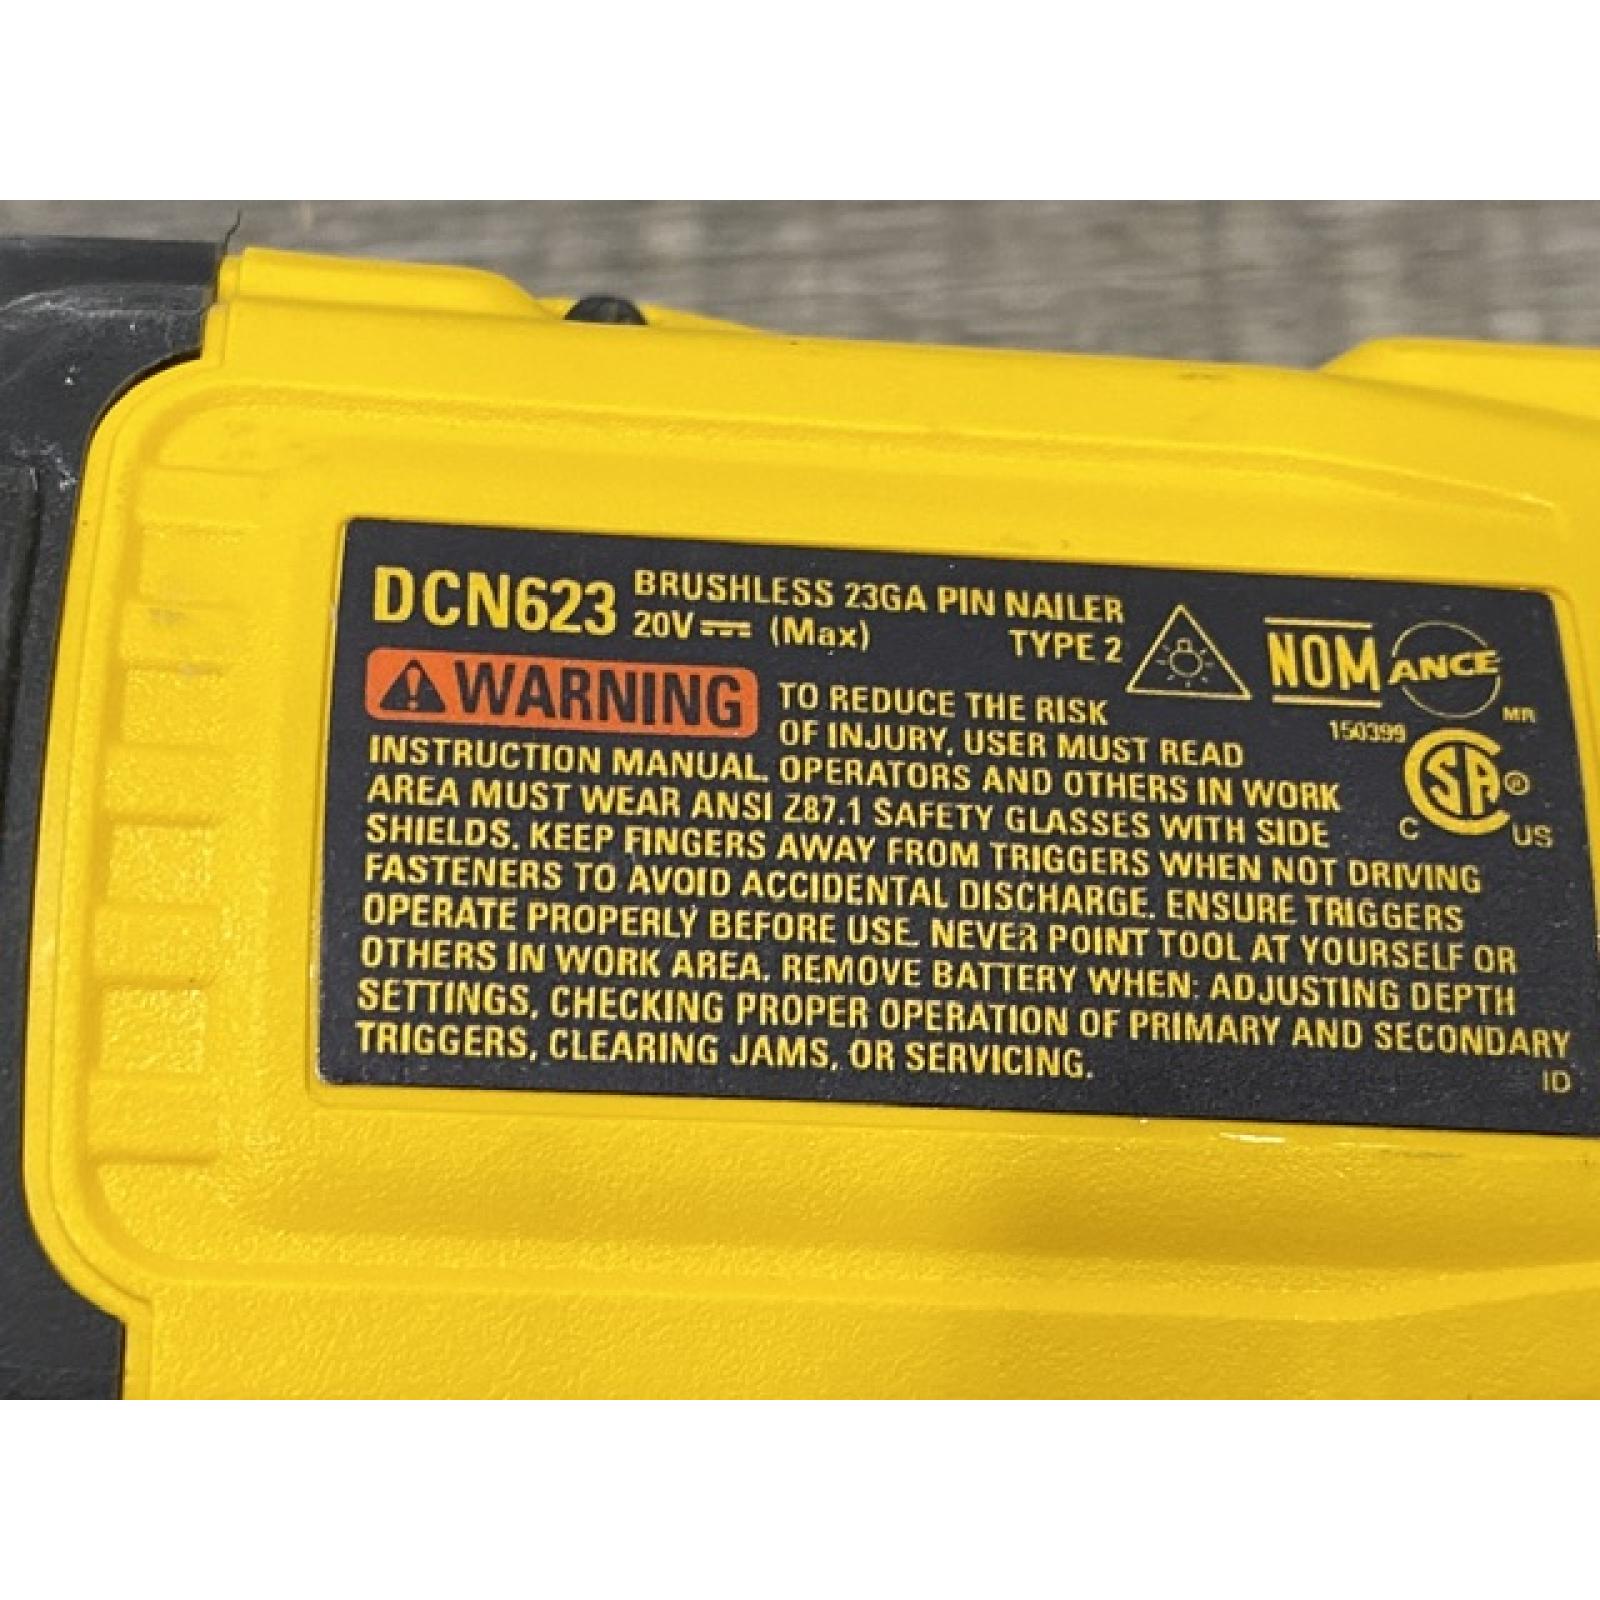 DCN623 BRUSHLESS 23GA PIN NAILER
20V (Max) TYPE 2
NOM ANCE
MR
WARNING TO REDUCE THE RISK
150399
OF INJURY, USER MUST READ
INSTRUCTION MANUAL. OPERATORS AND OTHERS IN WORK
AREA MUST WEAR ANSI Z87.1 SAFETY GLASSES WITH SIDE
SHIELDS. KEEP FINGERS AWAY FROM TRIGGERS WHEN NOT DRIVING
FASTENERS TO AVOID ACCIDENTAL DISCHARGE. ENSURE TRIGGERS
OPERATE PROPERLY BEFORE USE. NEVER POINT TOOL AT YOURSELF OR
OTHERS IN WORK AREA. REMOVE BATTERY WHEN: ADJUSTING DEPTH
SETTINGS, CHECKING PROPER OPERATION OF PRIMARY AND SECONDARY
TRIGGERS, CLEARING JAMS, OR SERVICING.
C SA ® US
ID